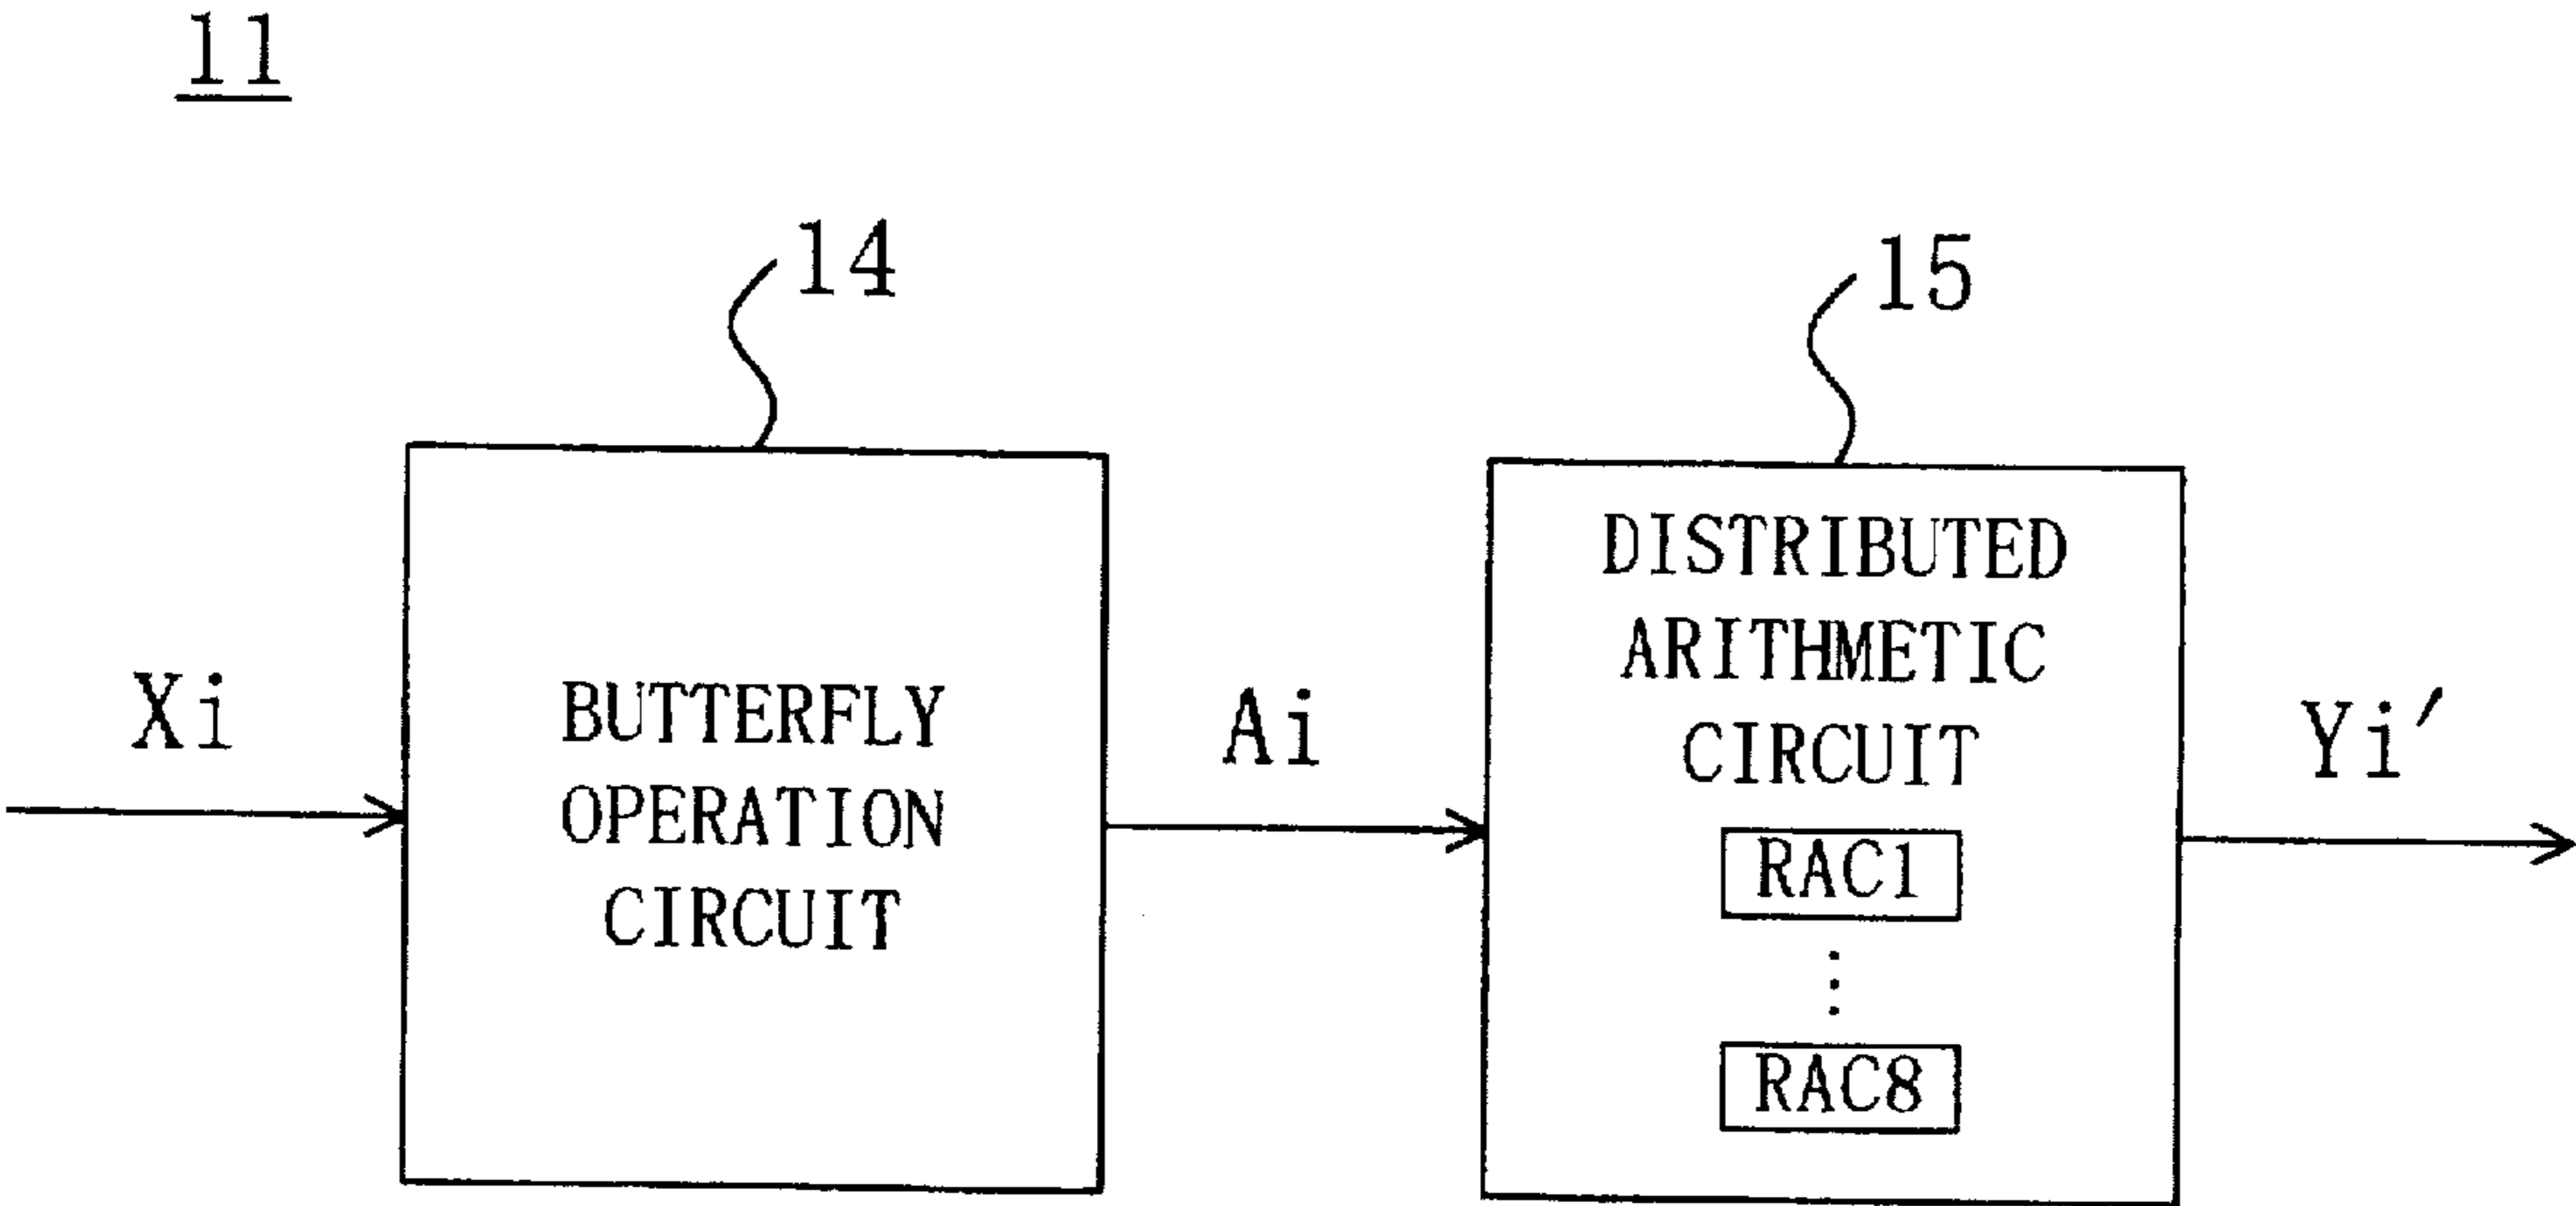 11
14
15
Xi
BUTTERFLY
OPERATION
CIRCUIT
Ai
DISTRIBUTED
ARITHMETIC
CIRCUIT
RAC1
⋮
RAC8
Yi′